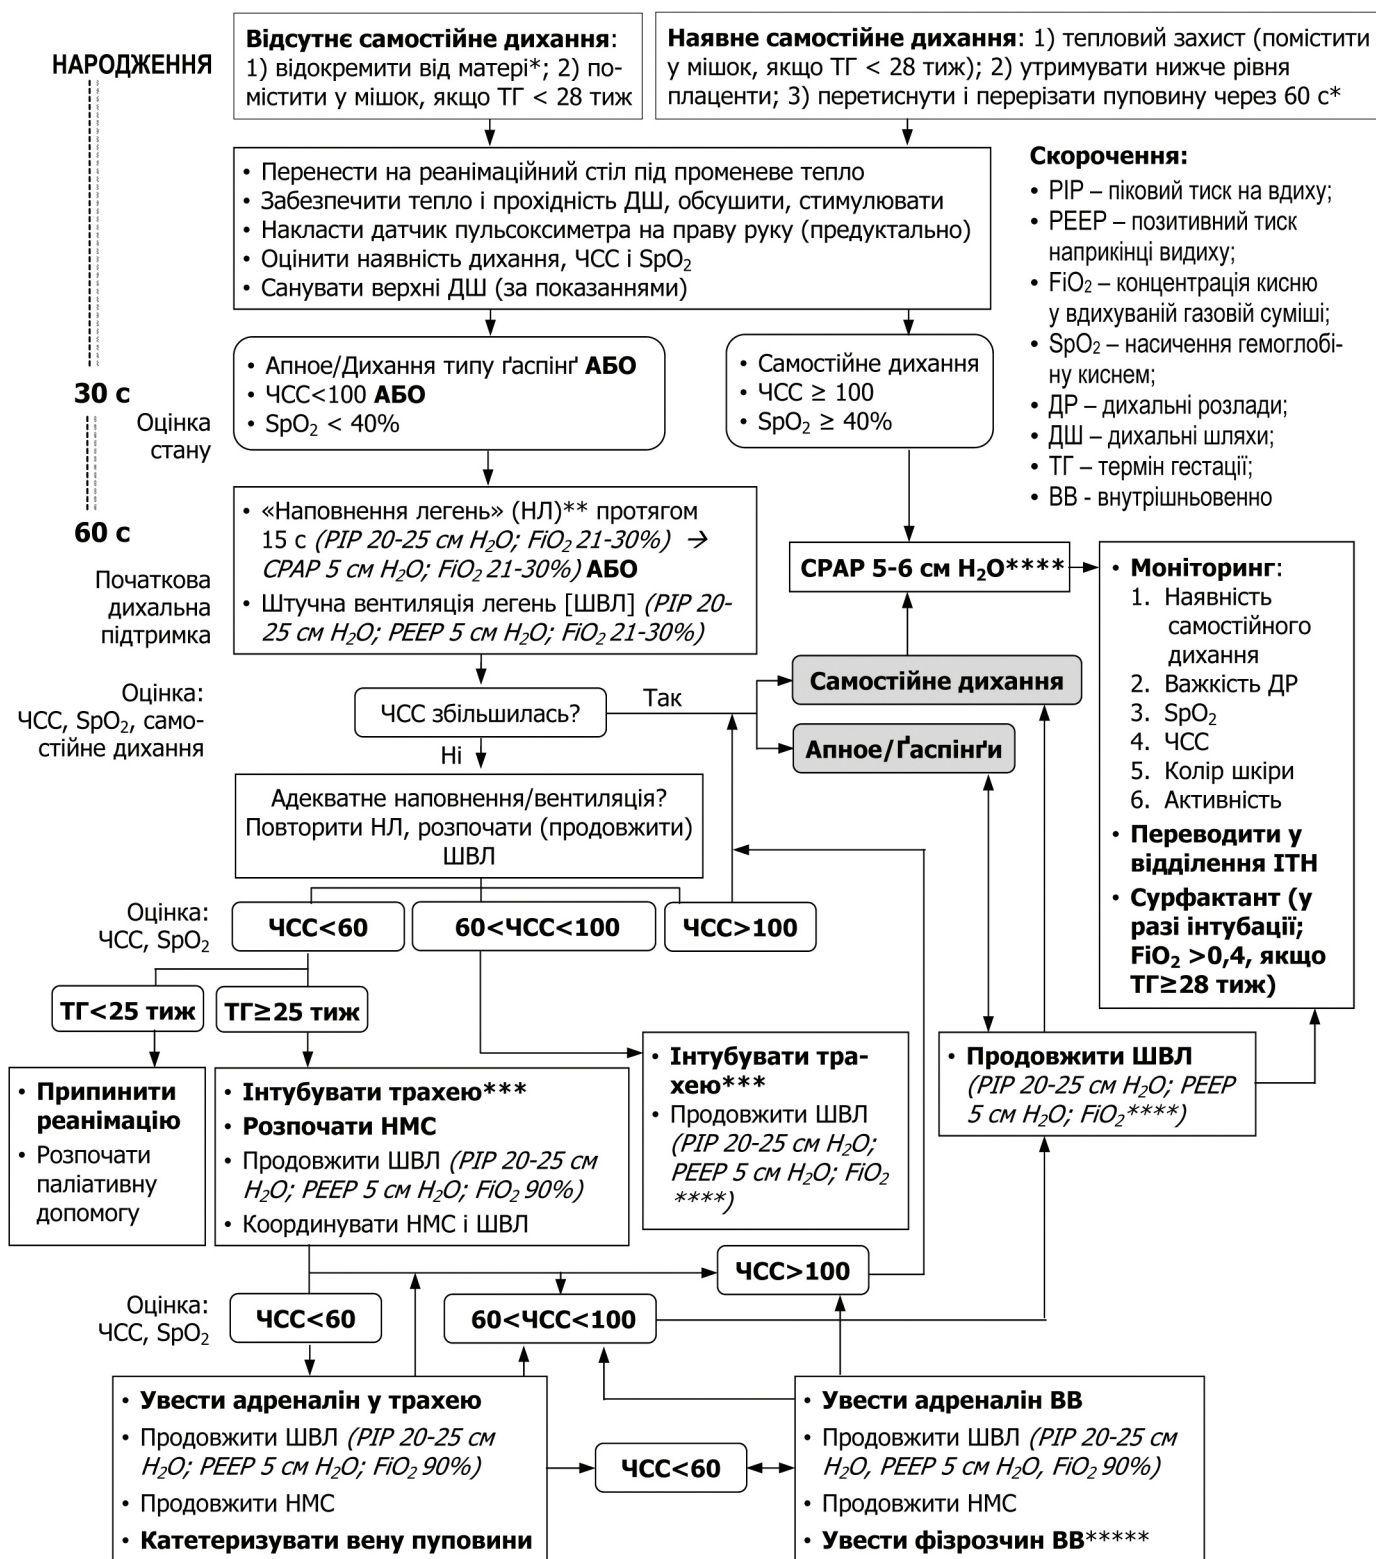 НАРОДЖЕННЯ
Відсутнє самостійне дихання:
1) відокремити від матері*; 2) по-
містити у мішок, якщо ТГ < 28 тиж
Наявне самостійне дихання: 1) тепловий захист (помістити
у мішок, якщо ТГ < 28 тиж); 2) утримувати нижче рівня
плаценти; 3) перетиснути і перерізати пуповину через 60 с*
• Перенести на реанімаційний стіл під променеве тепло
• Забезпечити тепло і прохідність ДШ, обсушити, стимулювати
• Накласти датчик пульсоксиметра на праву руку (предуктально)
• Оцінити наявність дихання, ЧСС і SpO₂
• Санувати верхні ДШ (за показаннями)
Скорочення:
• PIP – піковий тиск на вдиху;
• PEEP – позитивний тиск
наприкінці видиху;
• FiO₂ – концентрація кисню
у вдихуваній газовій суміші;
• SpO₂ – насичення гемоглобі-
ну киснем;
• ДР – дихальні розлади;
• ДШ – дихальні шляхи;
• ТГ – термін гестації;
• ВВ - внутрішньовенно
30 с
Оцінка
стану
• Апное/Дихання типу ґаспінґ АБО
• ЧСС<100 АБО
• SpO₂ < 40%
• Самостійне дихання
• ЧСС ≥ 100
• SpO₂ ≥ 40%
60 с
Початкова
дихальна
підтримка
• «Наповнення легень» (НЛ)** протягом
15 с (PIP 20-25 см H₂O; FiO₂ 21-30%) →
CPAP 5 см H₂O; FiO₂ 21-30%) АБО
• Штучна вентиляція легень [ШВЛ] (PIP 20-
25 см H₂O; PEEP 5 см H₂O; FiO₂ 21-30%)
CPAP 5-6 см H₂O****
• Моніторинг:
1. Наявність
самостійного
дихання
2. Важкість ДР
3. SpO₂
4. ЧСС
5. Колір шкіри
6. Активність
• Переводити у
відділення ІТН
• Сурфактант (у
разі інтубації;
FiO₂ >0,4, якщо
ТГ≥28 тиж)
Оцінка:
ЧСС, SpO₂, само-
стійне дихання
ЧСС збільшилась?
Так
Самостійне дихання
Апное/Ґаспінґи
Ні
Адекватне наповнення/вентиляція?
Повторити НЛ, розпочати (продовжити)
ШВЛ
Оцінка:
ЧСС, SpO₂
ЧСС<60
60<ЧСС<100
ЧСС>100
ТГ<25 тиж
ТГ≥25 тиж
• Припинити
реанімацію
• Розпочати
паліативну
допомогу
• Інтубувати трахею***
• Розпочати НМС
• Продовжити ШВЛ (PIP 20-25 см
H₂O; PEEP 5 см H₂O; FiO₂ 90%)
• Координувати НМС і ШВЛ
• Інтубувати тра-
хею***
• Продовжити ШВЛ
(PIP 20-25 см H₂O;
PEEP 5 см H₂O; FiO₂
****)
• Продовжити ШВЛ
(PIP 20-25 см H₂O; PEEP
5 см H₂O; FiO₂****)
ЧСС>100
Оцінка:
ЧСС, SpO₂
ЧСС<60
60<ЧСС<100
• Увести адреналін у трахею
• Продовжити ШВЛ (PIP 20-25 см
H₂O; PEEP 5 см H₂O; FiO₂ 90%)
• Продовжити НМС
• Катетеризувати вену пуповини
ЧСС<60
• Увести адреналін ВВ
• Продовжити ШВЛ (PIP 20-25 см
H₂O, PEEP 5 см H₂O, FiO₂ 90%)
• Продовжити НМС
• Увести фізрозчин ВВ*****